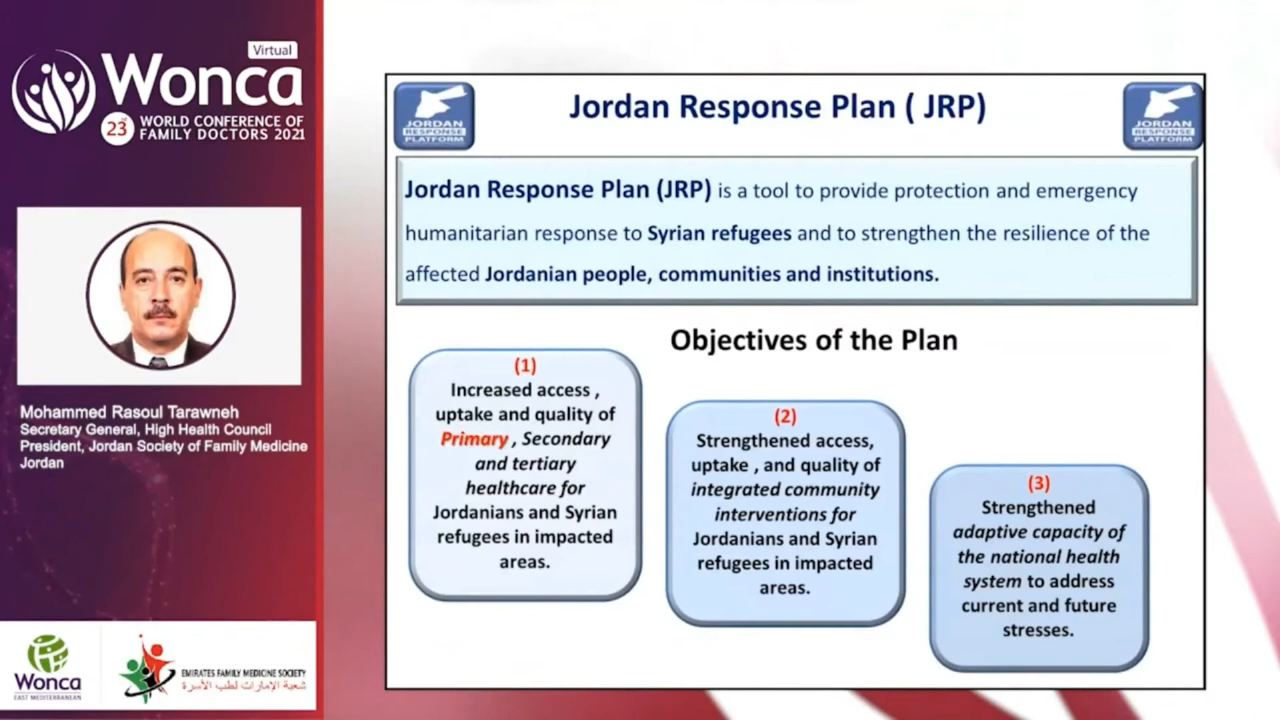 Virtual
Wonca
23rd WORLD CONFERENCE OF
FAMILY DOCTORS 2021
Mohammed Rasoul Tarawneh
Secretary General, High Health Council
President, Jordan Society of Family Medicine
Jordan
Wonca
EAST MEDITERRANEAN
EMIRATES FAMILY MEDICINE SOCIETY
شعبة الإمارات لطب الأسرة
JORDAN
RESPONSE
PLATFORM
Jordan Response Plan ( JRP)
JORDAN
RESPONSE
PLATFORM
Jordan Response Plan (JRP) is a tool to provide protection and emergency
humanitarian response to Syrian refugees and to strengthen the resilience of the
affected Jordanian people, communities and institutions.
Objectives of the Plan
(1)
Increased access ,
uptake and quality of
Primary , Secondary
and tertiary
healthcare for
Jordanians and Syrian
refugees in impacted
areas.
(2)
Strengthened access,
uptake , and quality of
integrated community
interventions for
Jordanians and Syrian
refugees in impacted
areas.
(3)
Strengthened
adaptive capacity of
the national health
system to address
current and future
stresses.